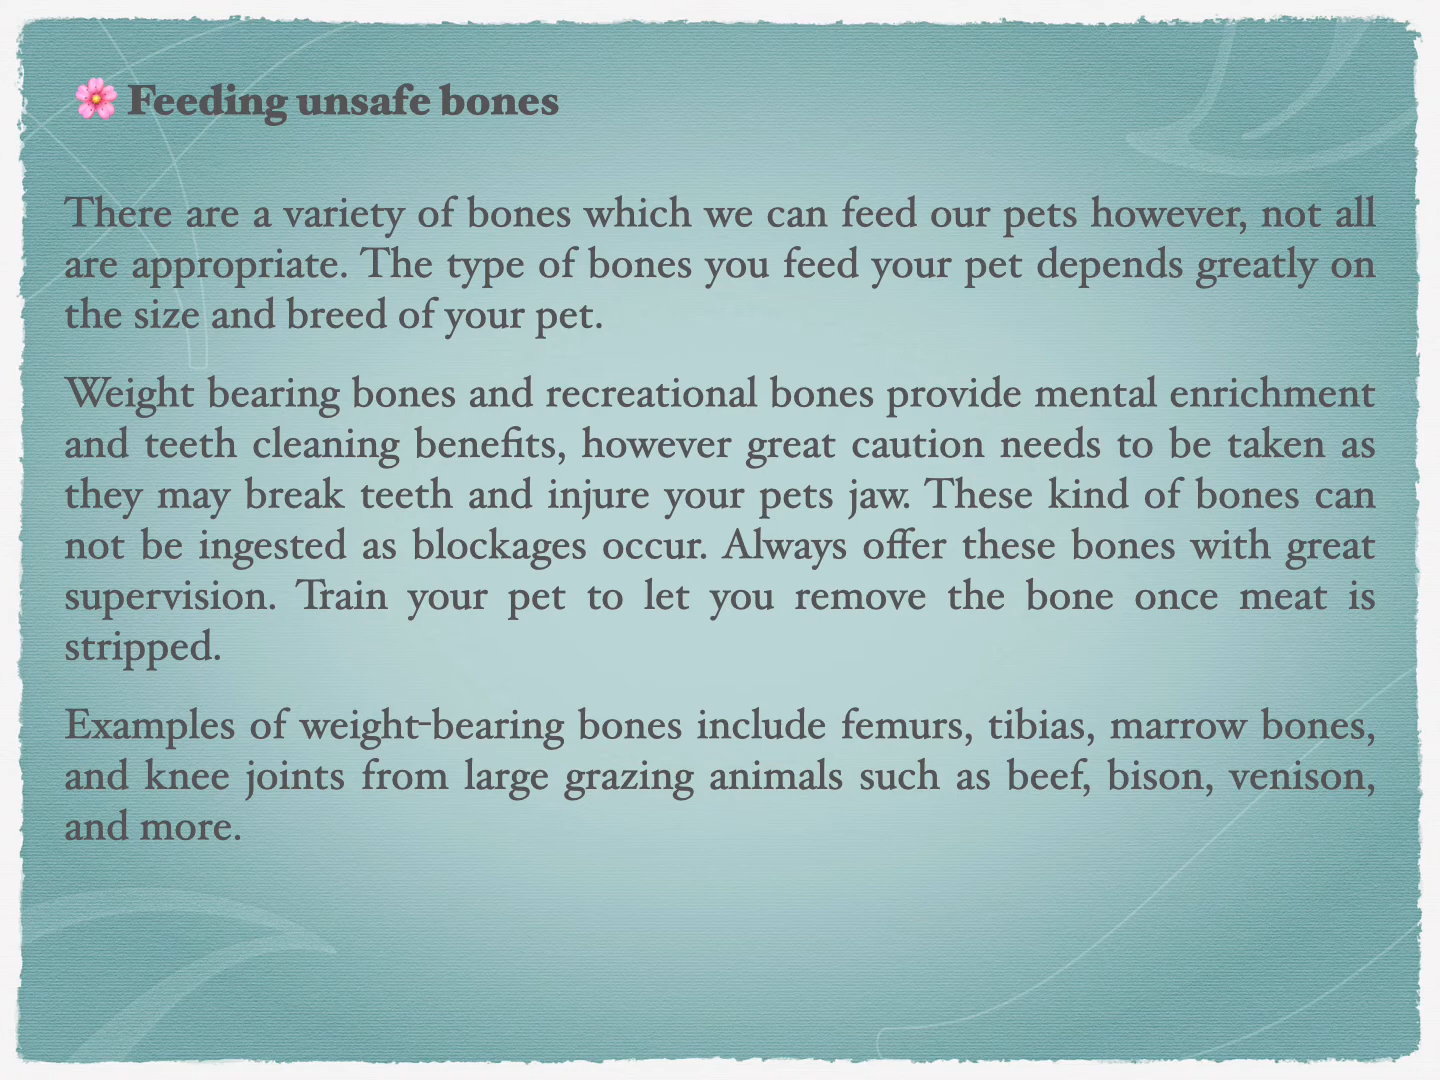 🌸 Feeding unsafe bones
There are a variety of bones which we can feed our pets however, not all
are appropriate. The type of bones you feed your pet depends greatly on
the size and breed of your pet.
Weight bearing bones and recreational bones provide mental enrichment
and teeth cleaning benefits, however great caution needs to be taken as
they may break teeth and injure your pets jaw. These kind of bones can
not be ingested as blockages occur. Always offer these bones with great
supervision. Train your pet to let you remove the bone once meat is
stripped.
Examples of weight-bearing bones include femurs, tibias, marrow bones,
and knee joints from large grazing animals such as beef, bison, venison,
and more.